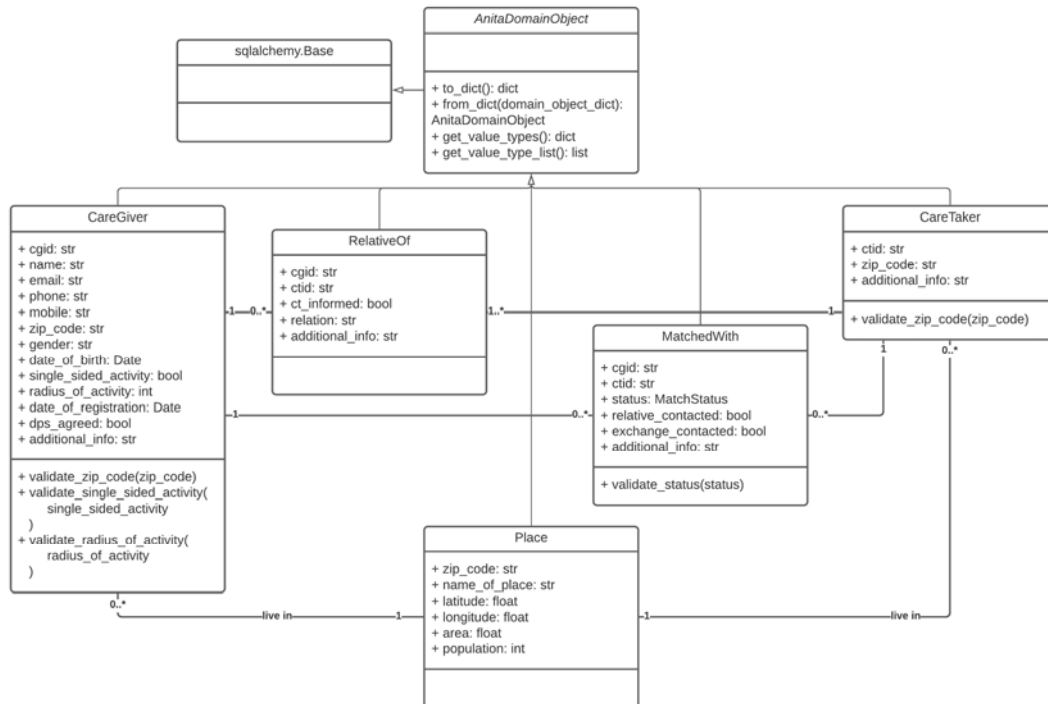 AnitaDomainObject
+ to_dict(): dict
+ from_dict(domain_object_dict):
AnitaDomainObject
+ get_value_types(): dict
+ get_value_type_list(): list
sqlalchemy.Base
CareGiver
+ cgid: str
+ name: str
+ email: str
+ phone: str
+ mobile: str
+ zip_code: str
+ gender: str
+ date_of_birth: Date
+ single_sided_activity: bool
+ radius_of_activity: int
+ date_of_registration: Date
+ dps_agreed: bool
+ additional_info: str
+ validate_zip_code(zip_code)
+ validate_single_sided_activity(
single_sided_activity
)
+ validate_radius_of_activity(
radius_of_activity
)
RelativeOf
+ cgid: str
+ ctid: str
+ ct_informed: bool
+ relation: str
+ additional_info: str
MatchedWith
+ cgid: str
+ ctid: str
+ status: MatchStatus
+ relative_contacted: bool
+ exchange_contacted: bool
+ additional_info: str
+ validate_status(status)
CareTaker
+ ctid: str
+ zip_code: str
+ additional_info: str
+ validate_zip_code(zip_code)
Place
+ zip_code: str
+ name_of_place: str
+ latitude: float
+ longitude: float
+ area: float
+ population: int
1
0..*
1..*
1
1
0..*
0..*
1
0..*
live in
1
1
live in
0..*